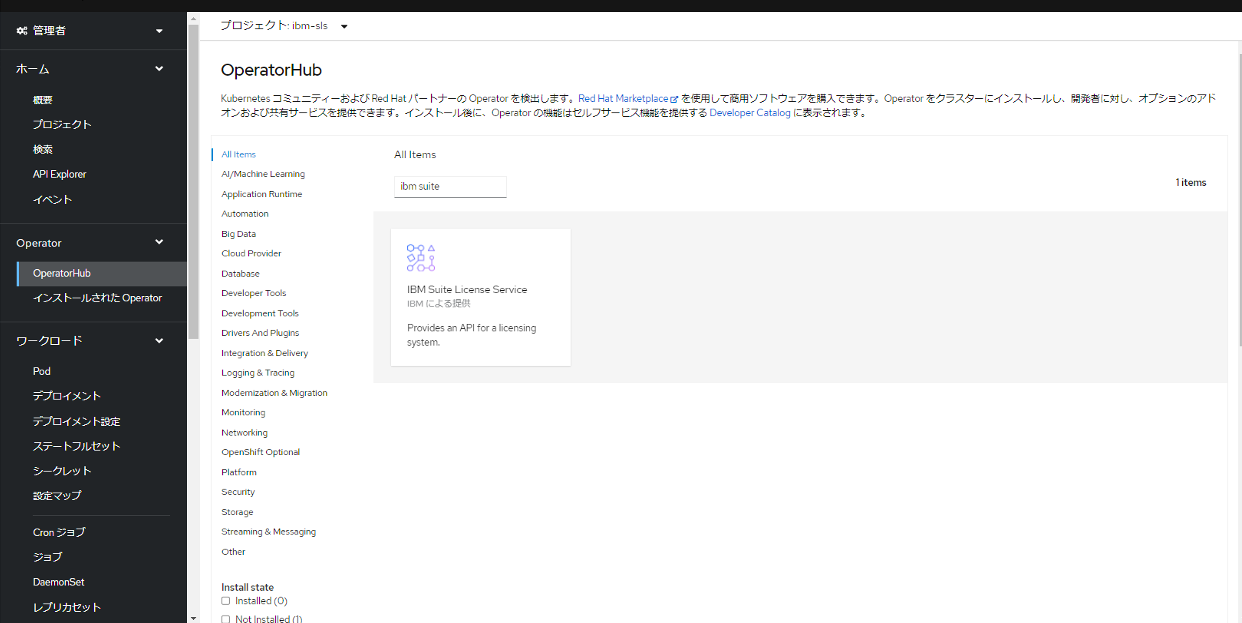 管理者
ホーム
概要
プロジェクト
検索
API Explorer
イベント
Operator
OperatorHub
インストールされた Operator
ワークロード
Pod
デプロイメント
デプロイメント設定
ステートフルセット
シークレット
設定マップ
Cron ジョブ
ジョブ
DaemonSet
レプリカセット
プロジェクト: ibm-sls
OperatorHub
Kubernetes コミュニティーおよび Red Hat パートナーの Operator を検出します。Red Hat Marketplace を使用して商用ソフトウェアを購入できます。Operator をクラスターにインストールし、開発者に対し、オプションのアド
オンおよび共有サービスを提供できます。インストール後に、Operator の機能はセルフサービス機能を提供する Developer Catalog に表示されます。
All Items
AI/Machine Learning
Application Runtime
Automation
Big Data
Cloud Provider
Database
Developer Tools
Development Tools
Drivers And Plugins
Integration & Delivery
Logging & Tracing
Modernization & Migration
Monitoring
Networking
OpenShift Optional
Platform
Security
Storage
Streaming & Messaging
Other
Install state
Installed (0)
Not Installed (1)
All Items
ibm suite
1 items
IBM Suite License Service
IBM による提供
Provides an API for a licensing
system.